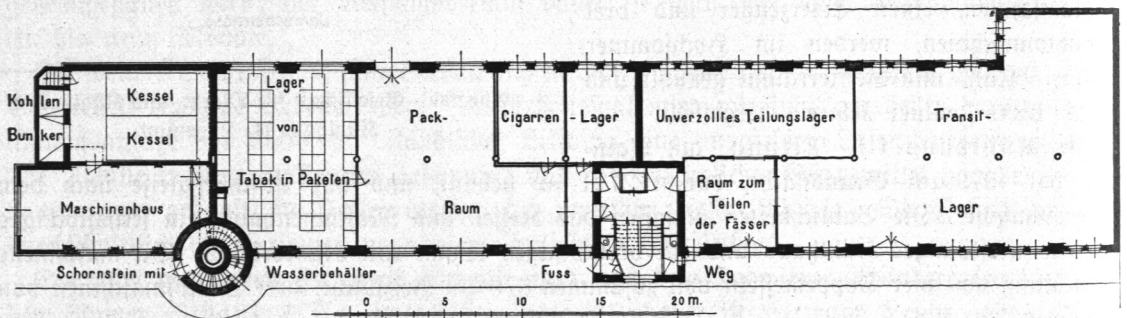 Kohlen
Bunker
Kessel
Kessel
Maschinenhaus
Schornstein mit Wasserbehälter
Lager
von
Tabak in Paketen
Pack-
Raum
Cigarren - Lager
Unverzolltes Teilungslager
Raum zum
Teilen
der Fässer
Transit-
Lager
Fuss Weg
0 5 10 15 20 m.